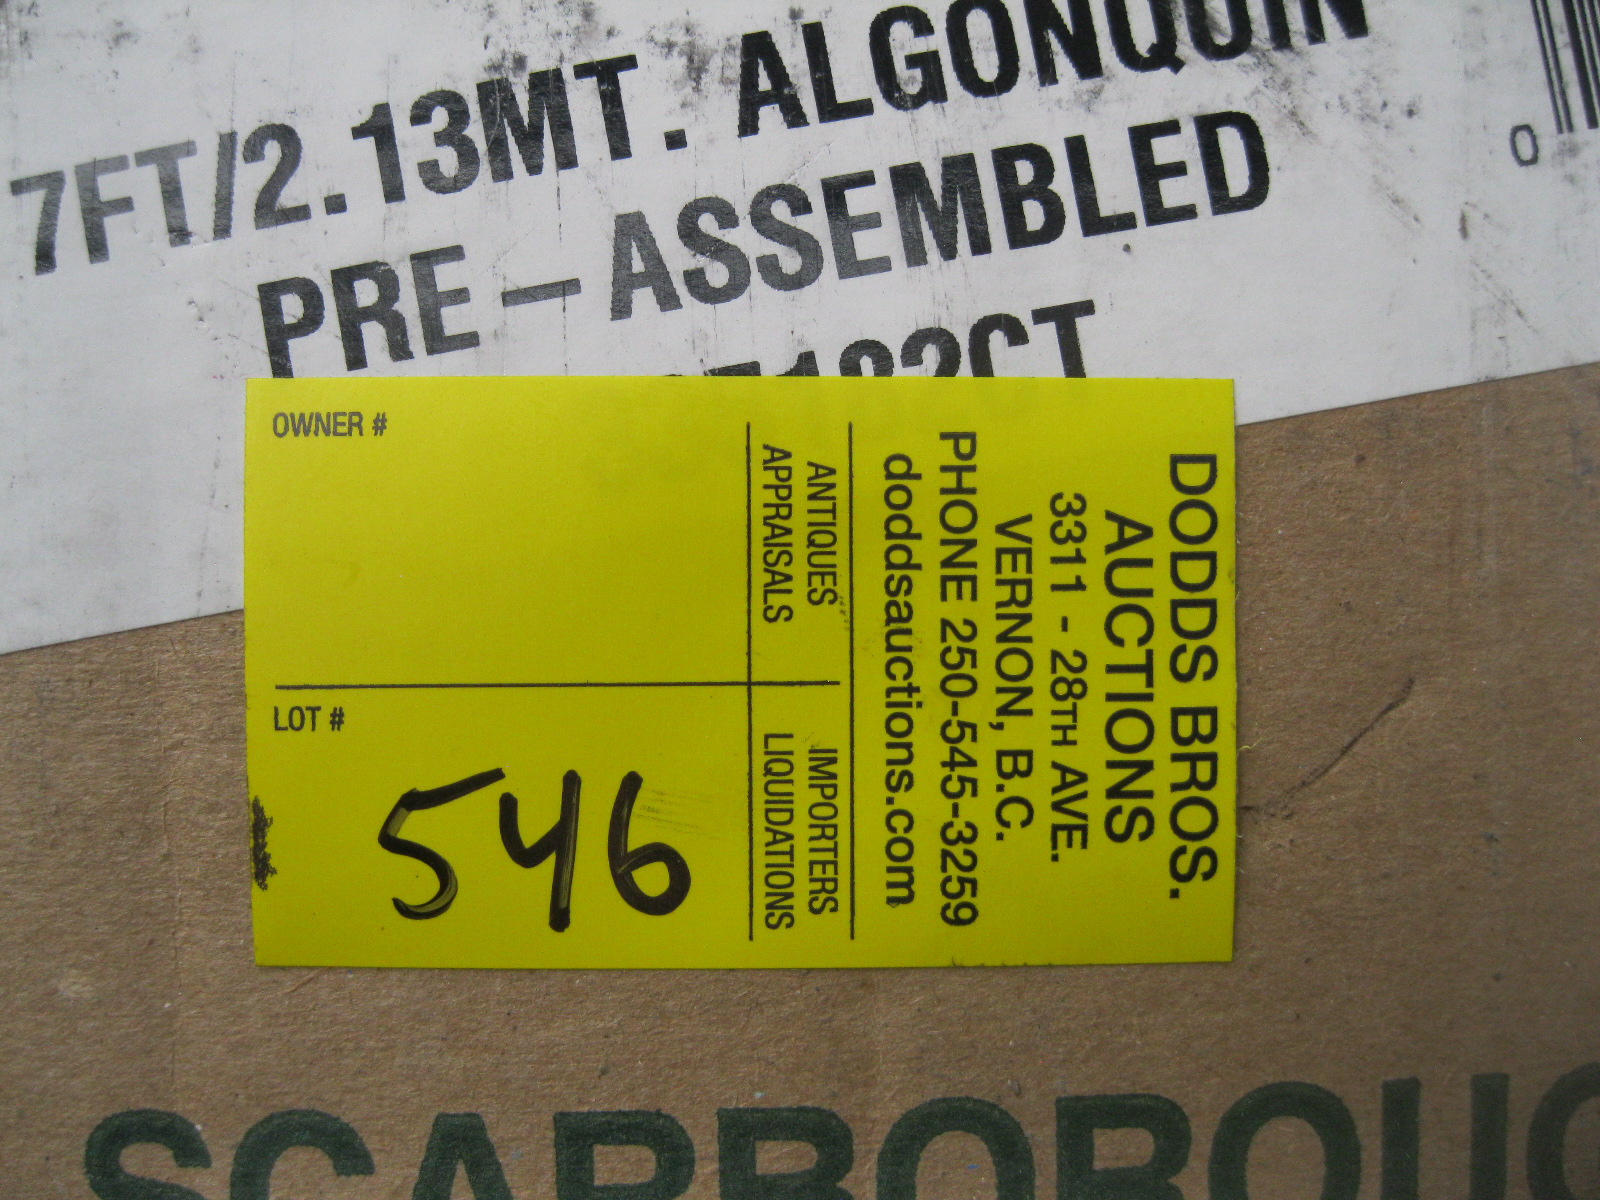 7FT/2.13MT. ALGONQUIN
PRE-ASSEMBLED
0
OWNER #
LOT #
546
ANTIQUES IMPORTERS
APPRAISALS LIQUIDATIONS
DODDS BROS.
AUCTIONS
3311 - 28TH AVE.
VERNON, B.C.
PHONE 250-545-3259
doddsauctions.com